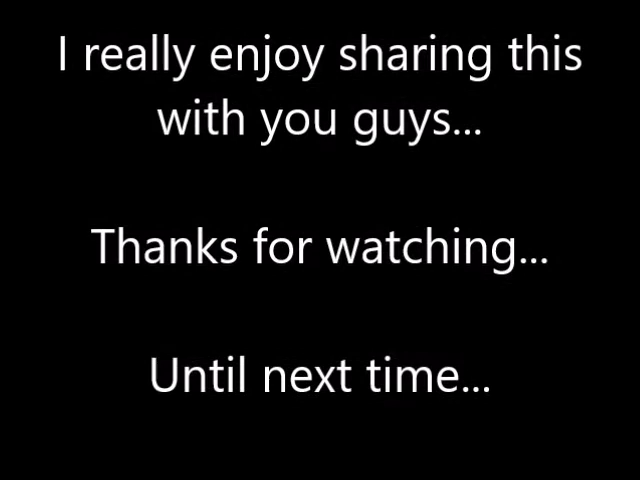 I really enjoy sharing this
with you guys...
Thanks for watching...
Until next time...